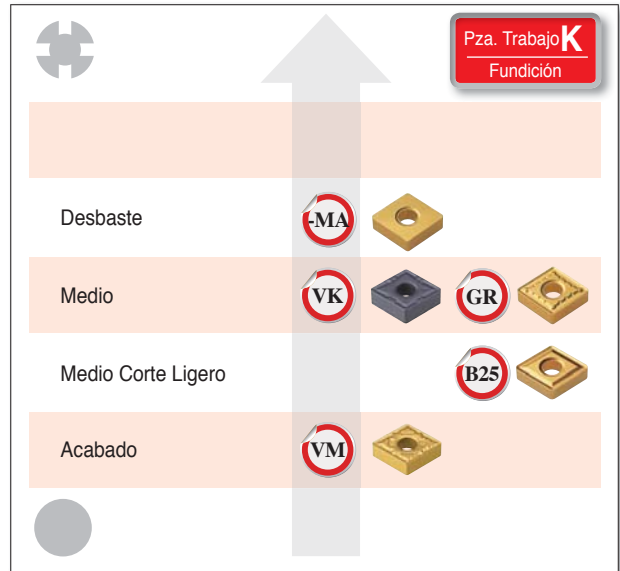 Pza. Trabajo K
Fundición
Desbaste -MA
Medio VK GR
Medio Corte Ligero B25
Acabado VM